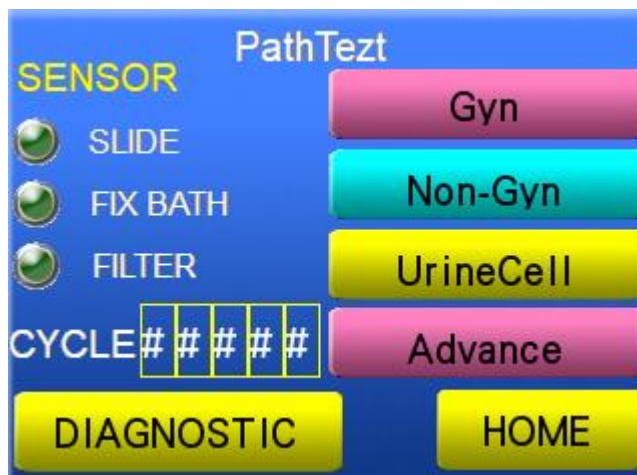 PathTezt
SENSOR
SLIDE
FIX BATH
FILTER
CYCLE # # # # #
Gyn
Non-Gyn
UrineCell
Advance
DIAGNOSTIC
HOME